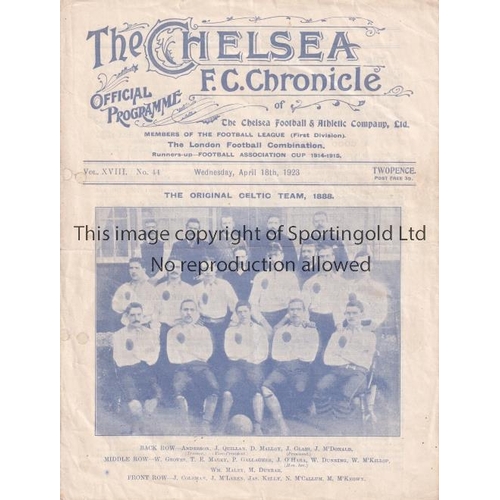 The CHELSEA
F.C. Chronicle
OFFICIAL
PROGRAMME
of
The Chelsea Football & Athletic Company, Ltd.
MEMBERS OF THE FOOTBALL LEAGUE (First Division).
The London Football Combination.
Runners-up—FOOTBALL ASSOCIATION CUP 1914-1915.
VOL. XVIII. No. 44 Wednesday, April 18th, 1923 TWOPENCE.
POST FREE 3D.
THE ORIGINAL CELTIC TEAM, 1888.
This image copyright of Sportingold Ltd
No reproduction allowed
BACK ROW—ANDERSON, J. QUILLAN, D. MALLOY, J. GLASS, J. M'DONALD.
MIDDLE ROW—W. GROVES, T. E. MALEY, P. GALLAGHER, J. O'HARA, W. DUNNING, W. M'KILLOP.
WM. MALEY, M. DUNBAR.
FRONT ROW—J. COLEMAN, J. M'LAREN, JAS. KELLY, N. M'CALLUM, M. M'KEOWN.